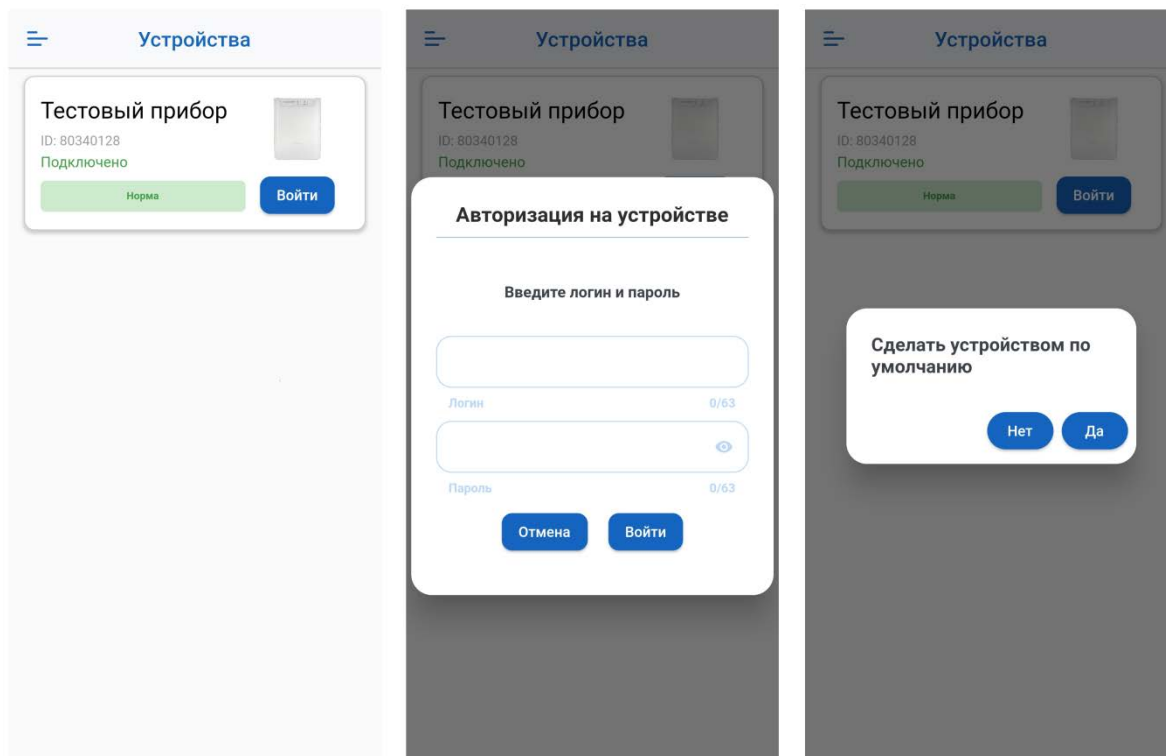 Устройства
Тестовый прибор
ID: 80340128
Подключено
Норма
Войти
Устройства
Тестовый прибор
ID: 80340128
Подключено
Авторизация на устройстве
Введите логин и пароль
Логин 0/63
Пароль 0/63
Отмена Войти
Устройства
Тестовый прибор
ID: 80340128
Подключено
Норма
Войти
Сделать устройством по
умолчанию
Нет Да